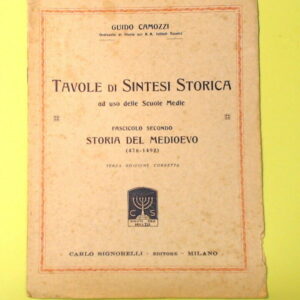 GUIDO CAMOZZI
TAVOLE DI SINTESI STORICA
ad uso delle Scuole Medie
FASCICOLO SECONDO
STORIA DEL MEDIOEVO
(476-1492)
TERZA EDIZIONE CORRETTA
C S
CARLO SIGNORELLI - EDITORE - MILANO